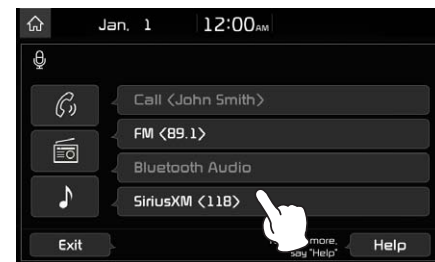 Jan. 1 12:00AM
Call <John Smith>
FM <89.1>
Bluetooth Audio
SiriusXM <118>
more,
say "Help"
Exit Help